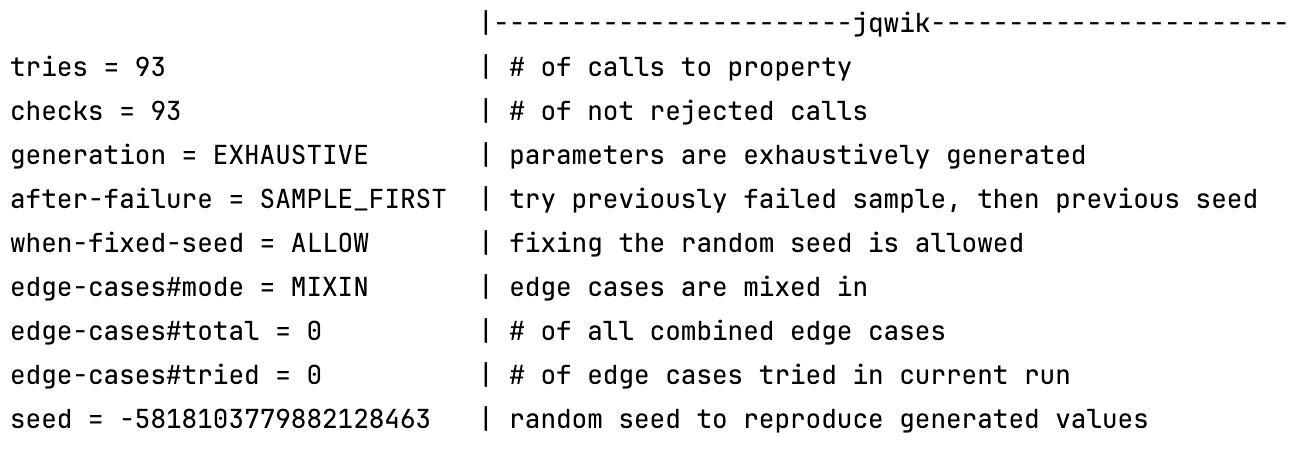 |-----------------------jqwik-----------------------
tries = 93 | # of calls to property
checks = 93 | # of not rejected calls
generation = EXHAUSTIVE | parameters are exhaustively generated
after-failure = SAMPLE_FIRST | try previously failed sample, then previous seed
when-fixed-seed = ALLOW | fixing the random seed is allowed
edge-cases#mode = MIXIN | edge cases are mixed in
edge-cases#total = 0 | # of all combined edge cases
edge-cases#tried = 0 | # of edge cases tried in current run
seed = -5818103779882128463 | random seed to reproduce generated values